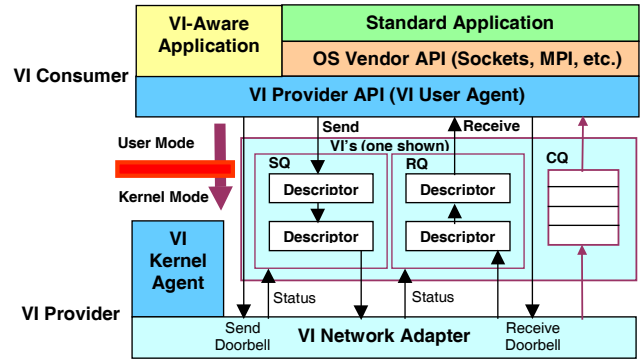 VI-Aware
Application
Standard Application
OS Vendor API (Sockets, MPI, etc.)
VI Consumer
VI Provider API (VI User Agent)
Send
Receive
User Mode
VI's (one shown)
SQ
RQ
CQ
Kernel Mode
Descriptor
Descriptor
Descriptor
Descriptor
VI
Kernel
Agent
Status
Status
VI Provider
Send
Doorbell
VI Network Adapter
Receive
Doorbell